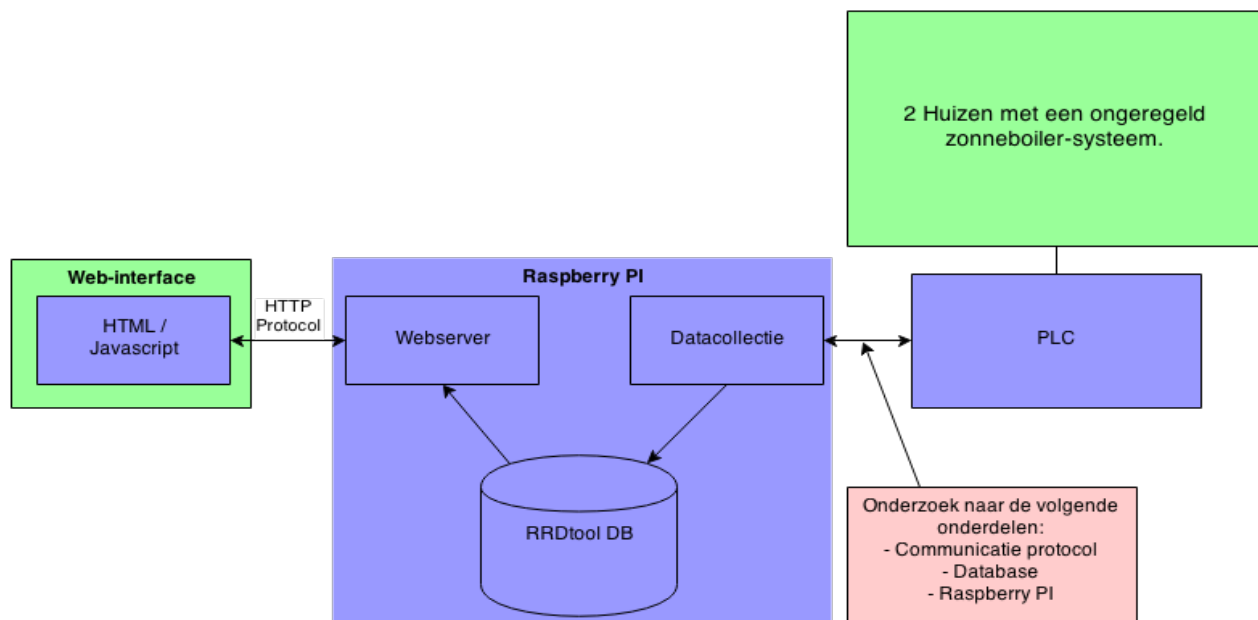 2 Huizen met een ongeregeld
zonneboiler-systeem.
Web-interface
HTML /
Javascript
HTTP
Protocol
Raspberry PI
Webserver
Datacollectie
RRDtool DB
PLC
Onderzoek naar de volgende
onderdelen:
- Communicatie protocol
- Database
- Raspberry PI